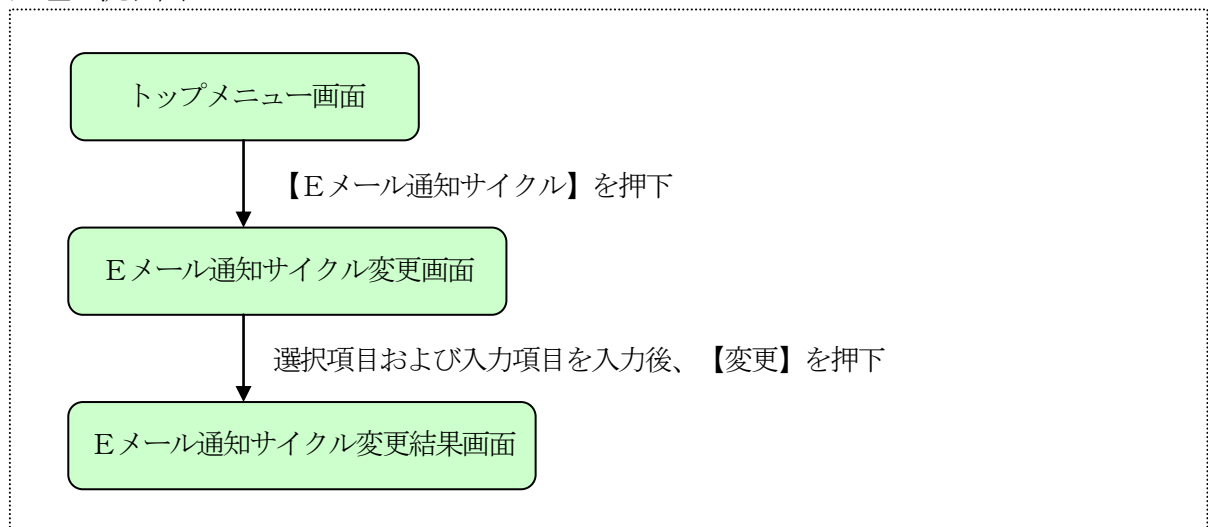 トップメニュー画面
【Ｅメール通知サイクル】を押下
Ｅメール通知サイクル変更画面
選択項目および入力項目を入力後、【変更】を押下
Ｅメール通知サイクル変更結果画面